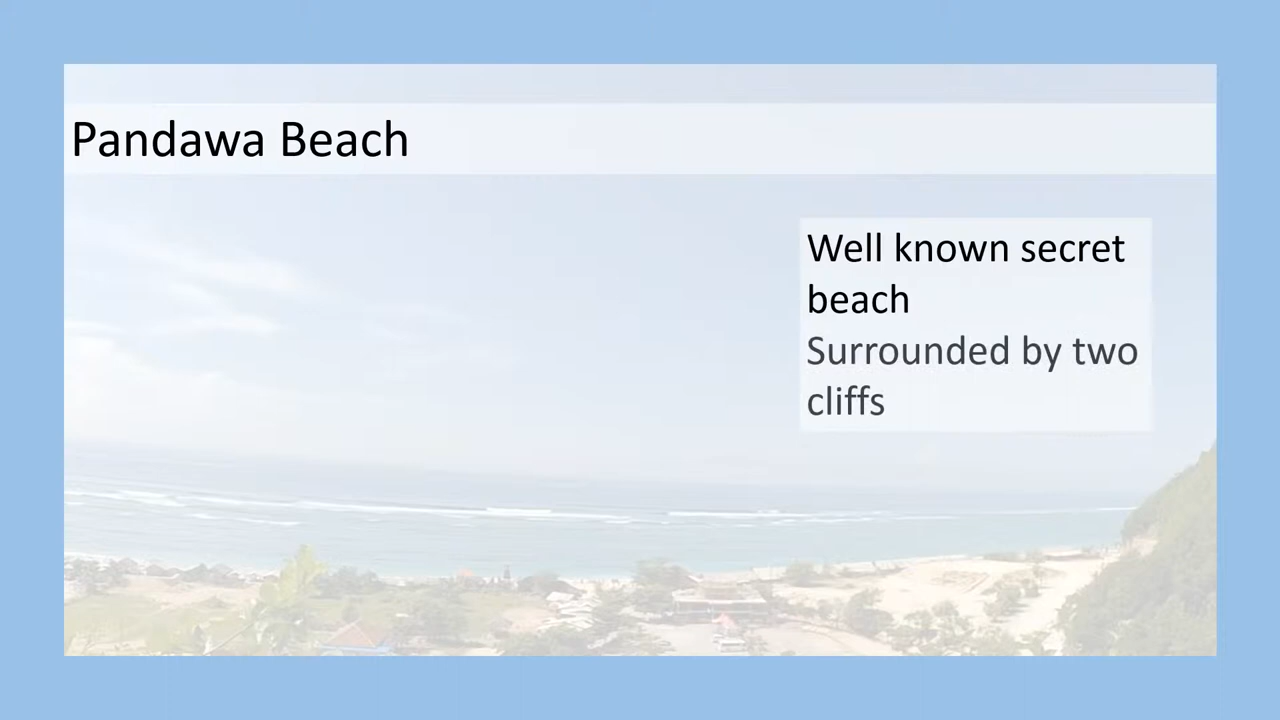 Pandawa Beach
Well known secret
beach
Surrounded by two
cliffs